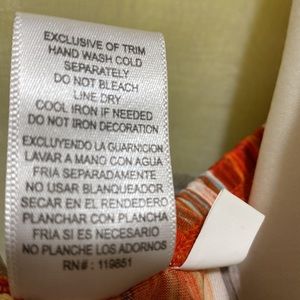 EXCLUSIVE OF TRIM
HAND WASH COLD
SEPARATELY
DO NOT BLEACH
LINE DRY
COOL IRON IF NEEDED
DO NOT IRON DECORATION
EXCLUYENDO LA GUARNICION
LAVAR A MANO CON AGUA
FRIA SEPARADAMENTE
NO USAR BLANQUEADOR
SECAR EN EL RENDEDERO
PLANCHAR CON PLANCHA
FRIA SI ES NECESARIO
NO PLANCHE LOS ADORNOS
RN# : 119851